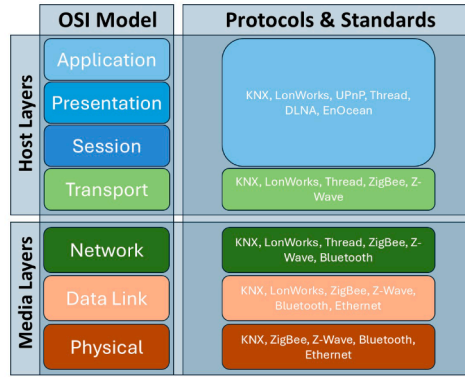 OSI Model
Protocols & Standards
Host Layers
Application
Presentation
Session
KNX, LonWorks, UPnP, Thread,
DLNA, EnOcean
Transport
KNX, LonWorks, Thread, ZigBee, Z-
Wave
Media Layers
Network
KNX, LonWorks, Thread, ZigBee, Z-
Wave, Bluetooth
Data Link
KNX, LonWorks, ZigBee, Z-Wave,
Bluetooth, Ethernet
Physical
KNX, ZigBee, Z-Wave, Bluetooth,
Ethernet